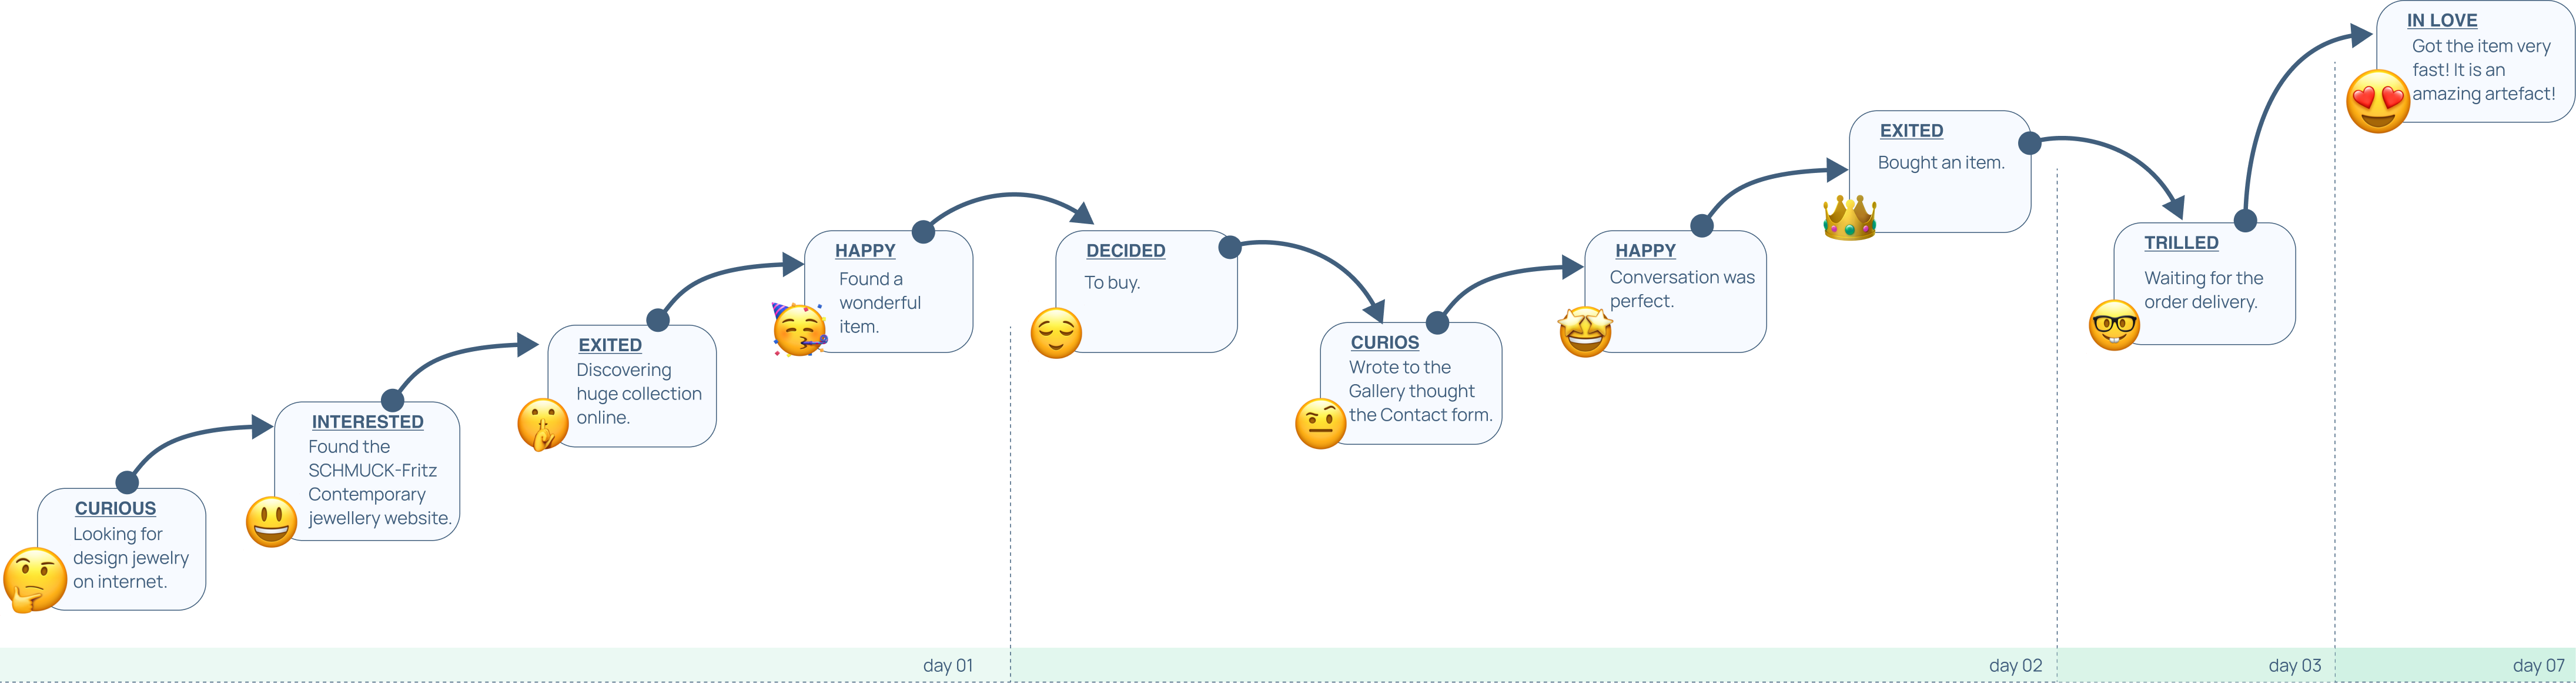 CURIOUS
Looking for
design jewelry
on internet.
INTERESTED
Found the
SCHMUCK-Fritz
Contemporary
jewellery website.
EXITED
Discovering
huge collection
online.
HAPPY
Found a
wonderful
item.
DECIDED
To buy.
CURIOS
Wrote to the
Gallery thought
the Contact form.
HAPPY
Conversation was
perfect.
EXITED
Bought an item.
TRILLED
Waiting for the
order delivery.
IN LOVE
Got the item very
fast! It is an
amazing artefact!
day 01
day 02
day 03
day 07